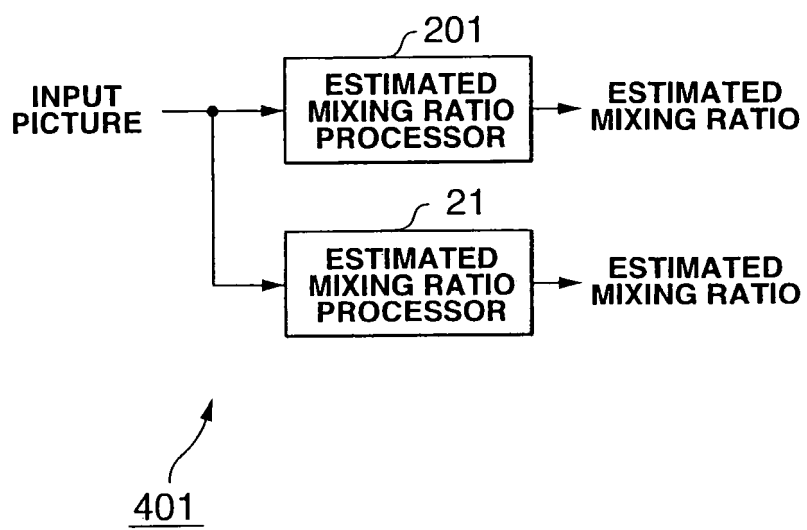 201
INPUT
PICTURE
ESTIMATED
MIXING RATIO
PROCESSOR
ESTIMATED
MIXING RATIO
21
ESTIMATED
MIXING RATIO
PROCESSOR
ESTIMATED
MIXING RATIO
401